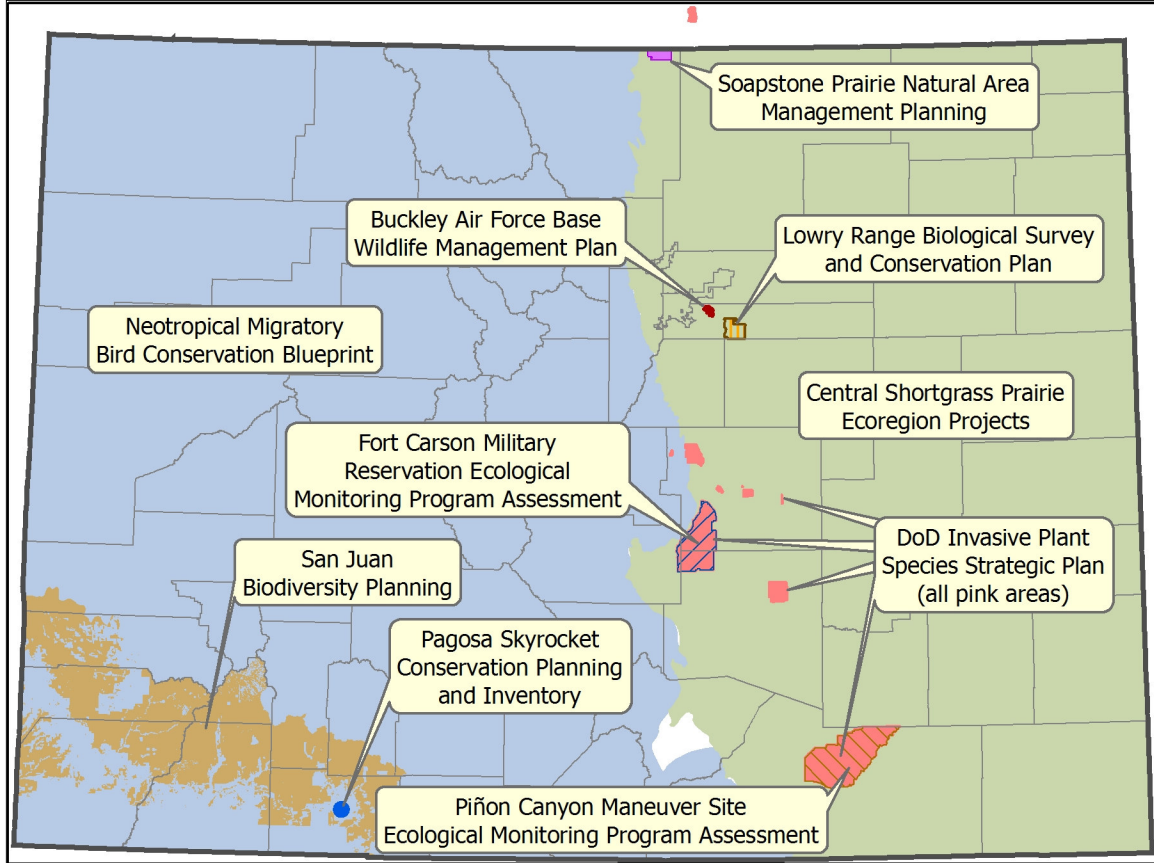 Soapstone Prairie Natural Area
Management Planning
Buckley Air Force Base
Wildlife Management Plan
Lowry Range Biological Survey
and Conservation Plan
Neotropical Migratory
Bird Conservation Blueprint
Central Shortgrass Prairie
Ecoregion Projects
Fort Carson Military
Reservation Ecological
Monitoring Program Assessment
DoD Invasive Plant
Species Strategic Plan
(all pink areas)
San Juan
Biodiversity Planning
Pagosa Skyrocket
Conservation Planning
and Inventory
Piñon Canyon Maneuver Site
Ecological Monitoring Program Assessment